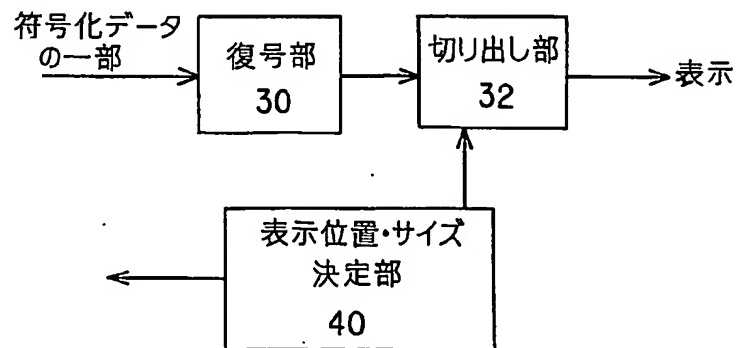 符号化データ
の一部
復号部
30
切り出し部
32
表示
表示位置・サイズ
決定部
40